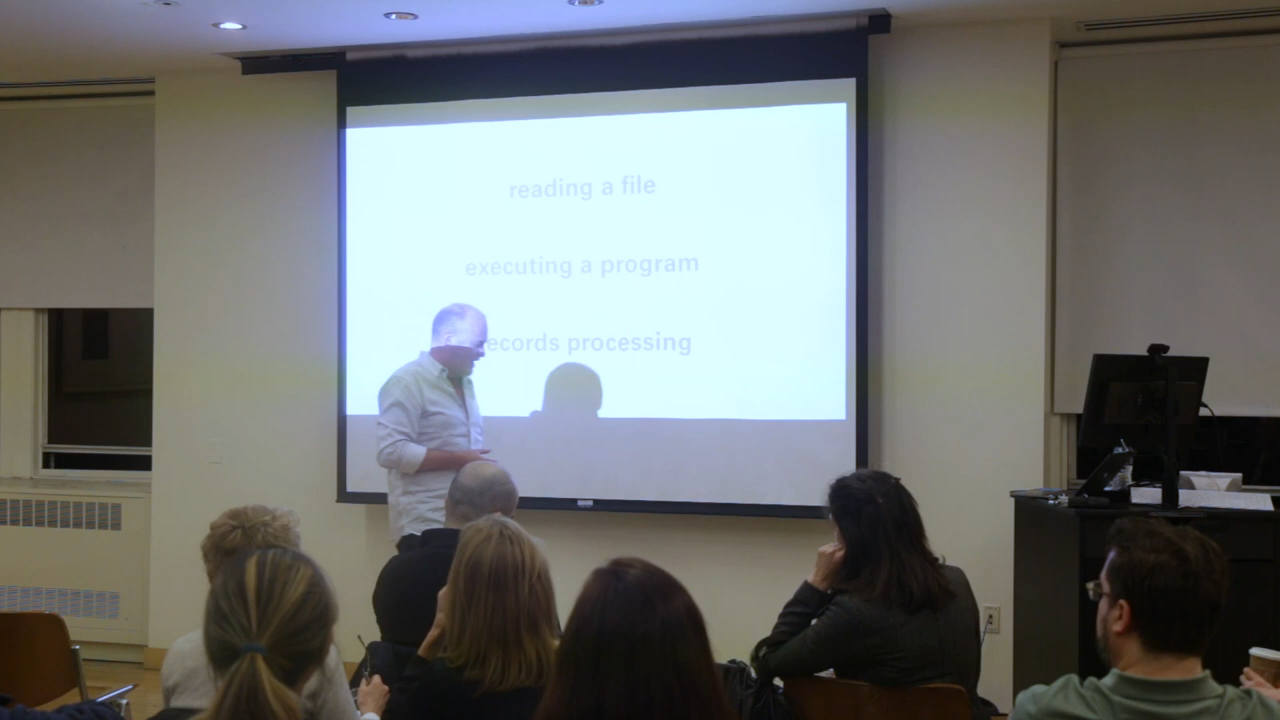 reading a file
executing a program
ecords processing